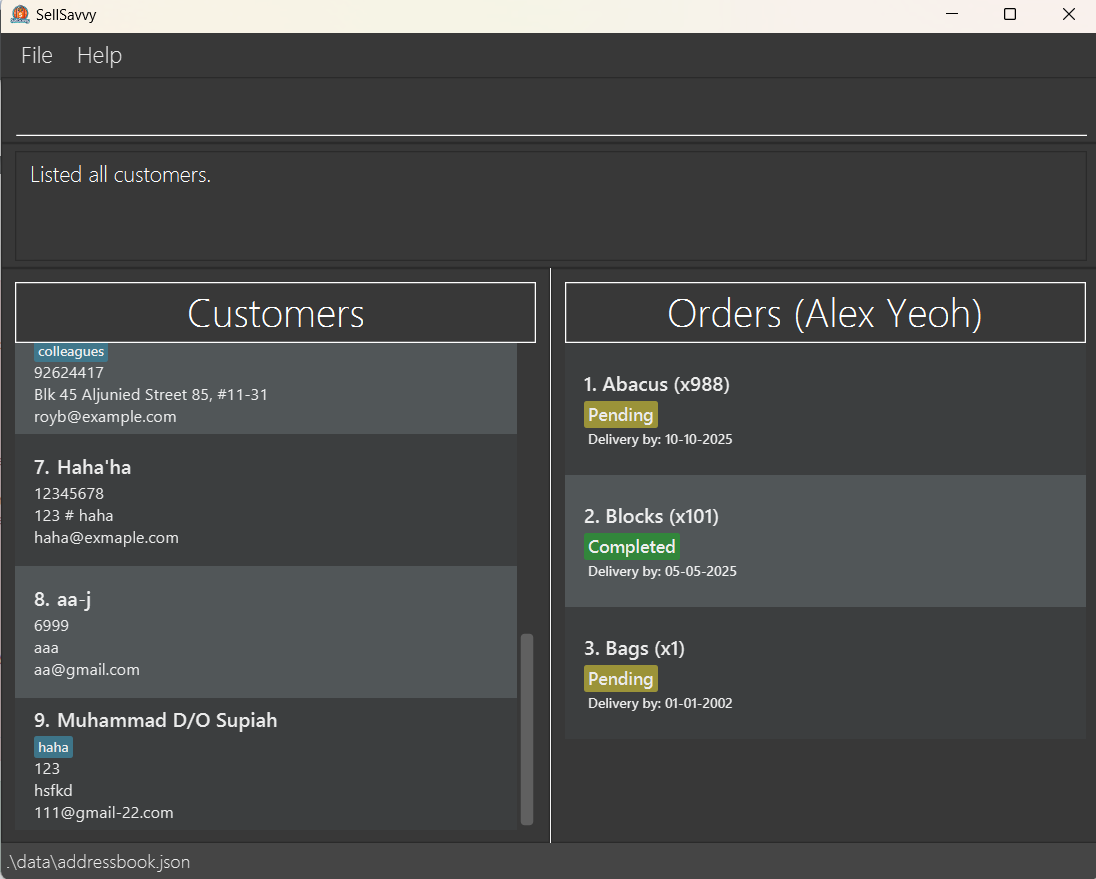 SellSavvy
File Help
Listed all customers.
Customers
colleagues
92624417
Blk 45 Aljunied Street 85, #11-31
royb@example.com
7. Haha'ha
12345678
123 # haha
haha@exmaple.com
8. aa-j
6999
aaa
aa@gmail.com
9. Muhammad D/O Supiah
haha
123
hsfkd
111@gmail-22.com
Orders (Alex Yeoh)
1. Abacus (x988)
Pending
Delivery by: 10-10-2025
2. Blocks (x101)
Completed
Delivery by: 05-05-2025
3. Bags (x1)
Pending
Delivery by: 01-01-2002
.\data\addressbook.json